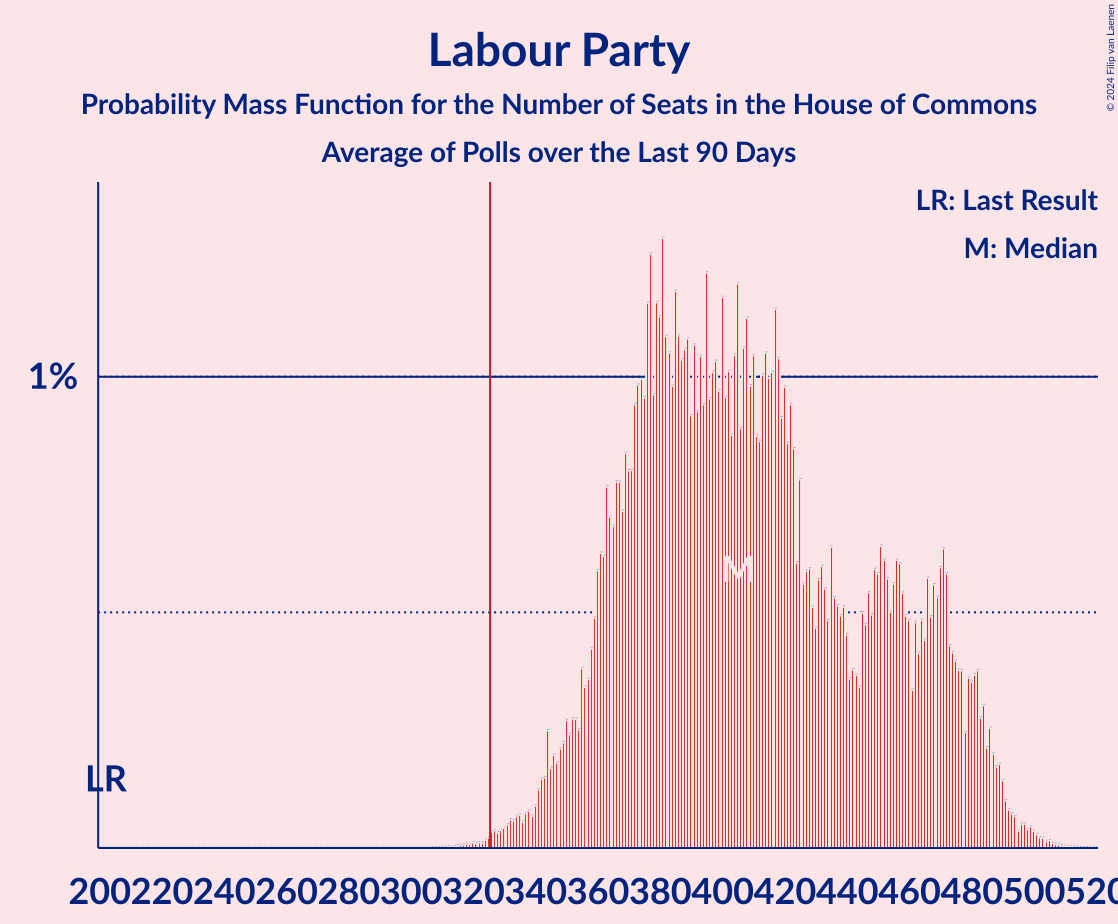 Labour Party
Probability Mass Function for the Number of Seats in the House of Commons
Average of Polls over the Last 90 Days
© 2024 Filip van Laenen
LR: Last Result
M: Median
1%
M
LR
200220240260280300320340360380400420440460480500520